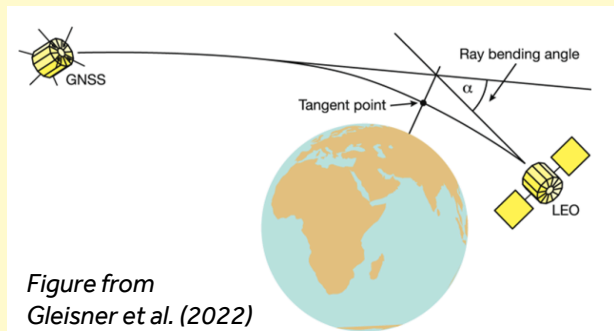 GNSS
Ray bending angle
α
Tangent point
LEO
Figure from
Gleisner et al. (2022)